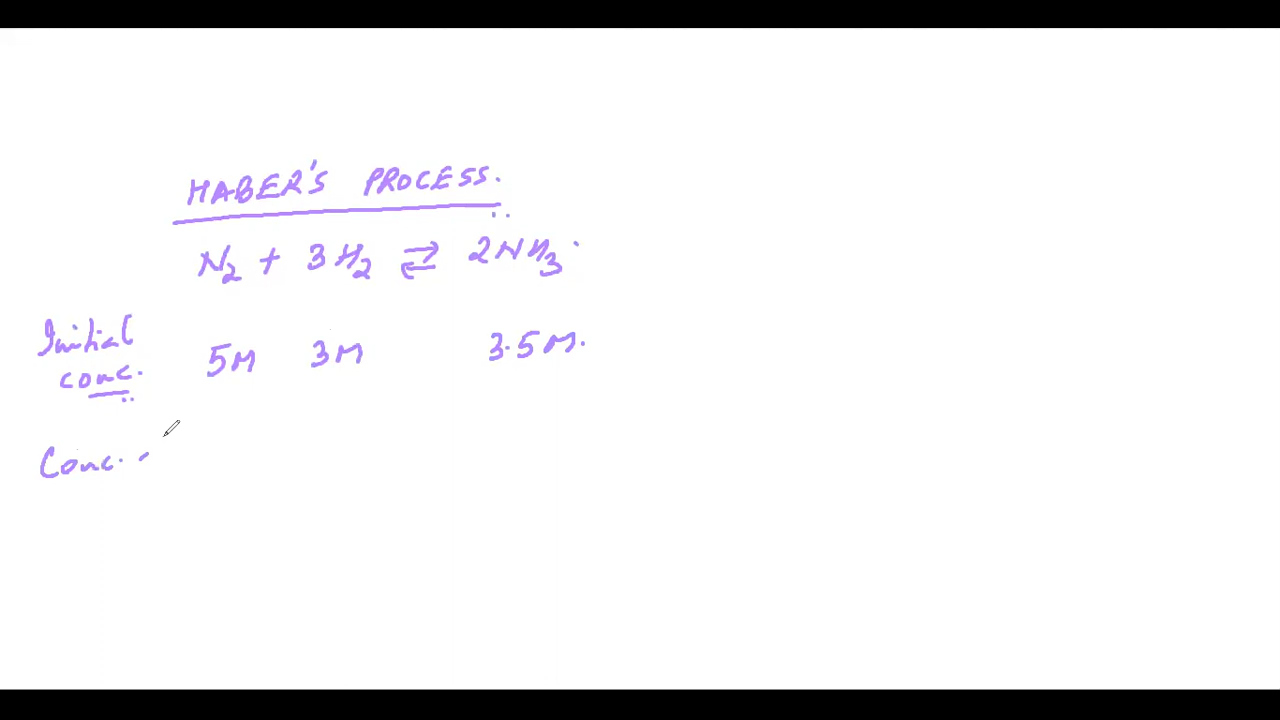 HABER'S PROCESS.
N2 + 3H2 ⇄ 2NH3.
Initial
conc. 5M 3M 3.5M.
Conc.